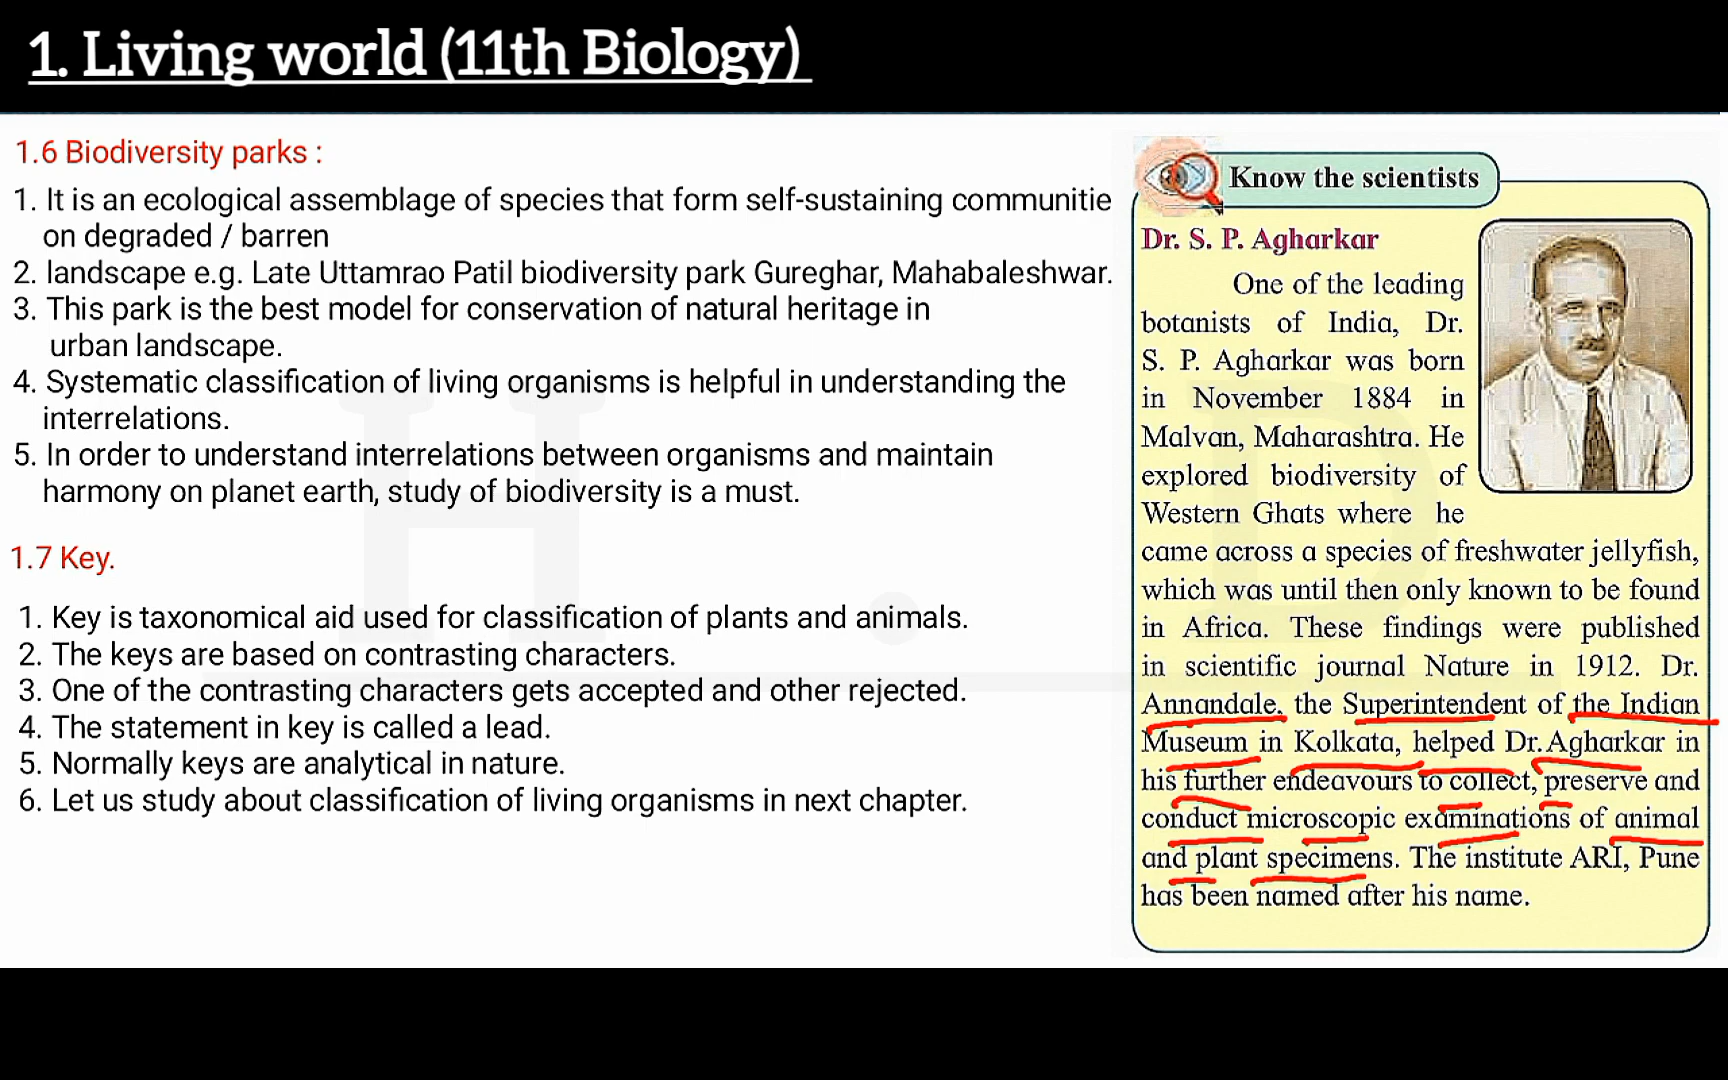 1. Living world (11th Biology)
1.6 Biodiversity parks :
1. It is an ecological assemblage of species that form self-sustaining communitie
on degraded / barren
2. landscape e.g. Late Uttamrao Patil biodiversity park Gureghar, Mahabaleshwar.
3. This park is the best model for conservation of natural heritage in
urban landscape.
4. Systematic classification of living organisms is helpful in understanding the
interrelations.
5. In order to understand interrelations between organisms and maintain
harmony on planet earth, study of biodiversity is a must.
1.7 Key.
1. Key is taxonomical aid used for classification of plants and animals.
2. The keys are based on contrasting characters.
3. One of the contrasting characters gets accepted and other rejected.
4. The statement in key is called a lead.
5. Normally keys are analytical in nature.
6. Let us study about classification of living organisms in next chapter.
Know the scientists
Dr. S. P. Agharkar
One of the leading
botanists of India, Dr.
S. P. Agharkar was born
in November 1884 in
Malvan, Maharashtra. He
explored biodiversity of
Western Ghats where he
came across a species of freshwater jellyfish,
which was until then only known to be found
in Africa. These findings were published
in scientific journal Nature in 1912. Dr.
Annandale, the Superintendent of the Indian
Museum in Kolkata, helped Dr. Agharkar in
his further endeavours to collect, preserve and
conduct microscopic examinations of animal
and plant specimens. The institute ARI, Pune
has been named after his name.
H.D